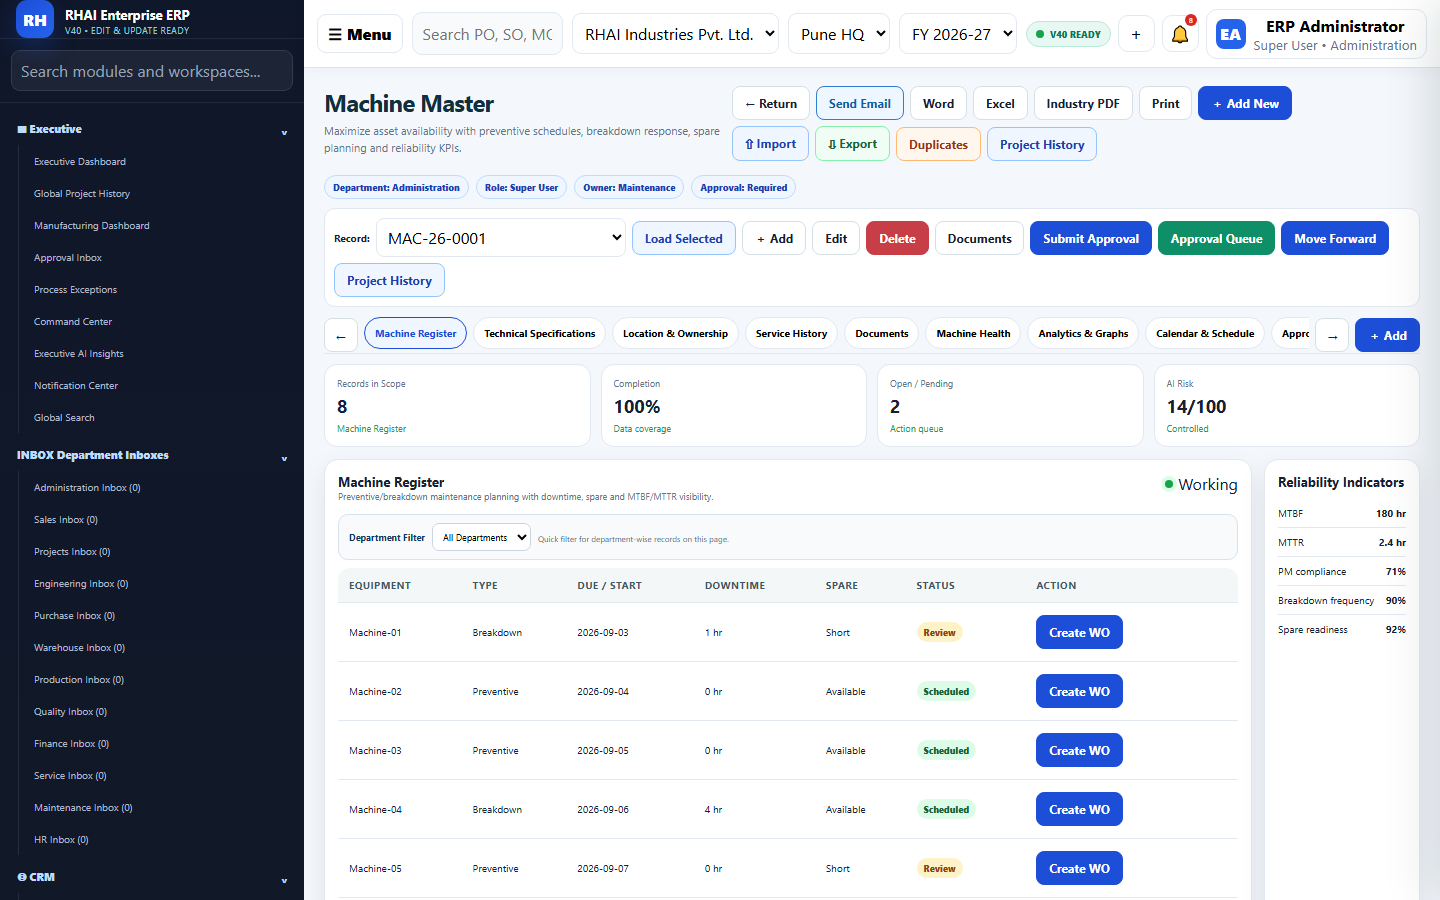 RH
RHAI Enterprise ERP
V40 • EDIT & UPDATE READY
Search modules and workspaces...
Executive
Executive Dashboard
Global Project History
Manufacturing Dashboard
Approval Inbox
Process Exceptions
Command Center
Executive AI Insights
Notification Center
Global Search
INBOX Department Inboxes
Administration Inbox (0)
Sales Inbox (0)
Projects Inbox (0)
Engineering Inbox (0)
Purchase Inbox (0)
Warehouse Inbox (0)
Production Inbox (0)
Quality Inbox (0)
Finance Inbox (0)
Service Inbox (0)
Maintenance Inbox (0)
HR Inbox (0)
CRM
☰ Menu
Search PO, SO, MC
RHAI Industries Pvt. Ltd.
Pune HQ
FY 2026-27
V40 READY
+
8
EA
ERP Administrator
Super User • Administration
Machine Master
Maximize asset availability with preventive schedules, breakdown response, spare
planning and reliability KPIs.
← Return
Send Email
Word
Excel
Industry PDF
Print
+ Add New
⇧ Import
⇩ Export
Duplicates
Project History
Department: Administration
Role: Super User
Owner: Maintenance
Approval: Required
Record:
MAC-26-0001
Load Selected
+ Add
Edit
Delete
Documents
Submit Approval
Approval Queue
Move Forward
Project History
←
Machine Register
Technical Specifications
Location & Ownership
Service History
Documents
Machine Health
Analytics & Graphs
Calendar & Schedule
Appro
→
+ Add
Records in Scope
8
Machine Register
Completion
100%
Data coverage
Open / Pending
2
Action queue
AI Risk
14/100
Controlled
Machine Register
Preventive/breakdown maintenance planning with downtime, spare and MTBF/MTTR visibility.
Working
Department Filter
All Departments
Quick filter for department-wise records on this page.
EQUIPMENT TYPE DUE / START DOWNTIME SPARE STATUS ACTION
Machine-01 Breakdown 2026-09-03 1 hr Short Review Create WO
Machine-02 Preventive 2026-09-04 0 hr Available Scheduled Create WO
Machine-03 Preventive 2026-09-05 0 hr Available Scheduled Create WO
Machine-04 Breakdown 2026-09-06 4 hr Available Scheduled Create WO
Machine-05 Preventive 2026-09-07 0 hr Short Review Create WO
Reliability Indicators
MTBF 180 hr
MTTR 2.4 hr
PM compliance 71%
Breakdown frequency 90%
Spare readiness 92%